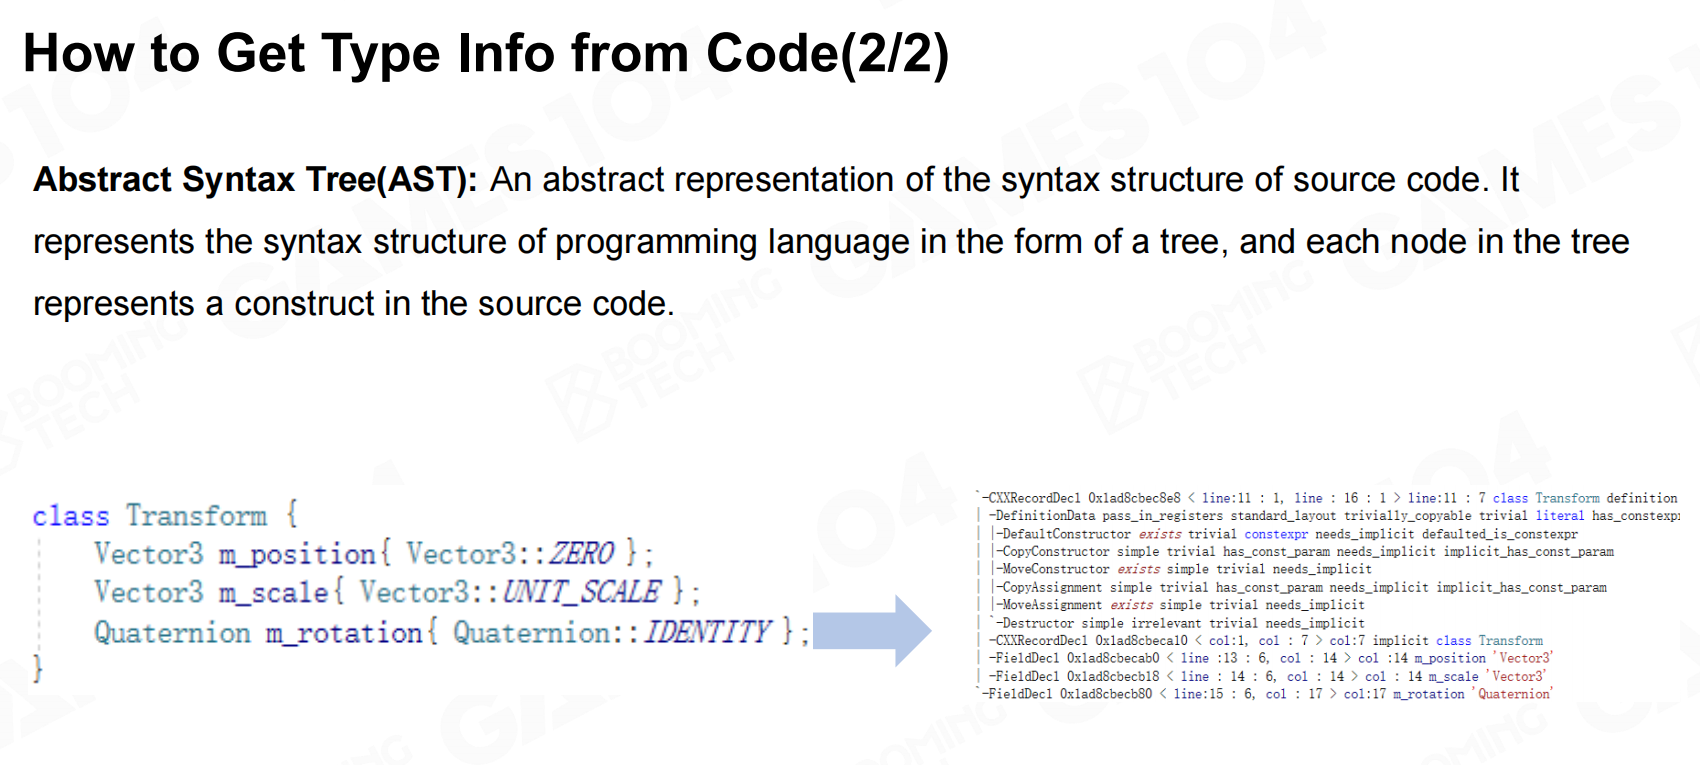 How to Get Type Info from Code(2/2)
Abstract Syntax Tree(AST): An abstract representation of the syntax structure of source code. It
represents the syntax structure of programming language in the form of a tree, and each node in the tree
represents a construct in the source code.
class Transform {
    Vector3 m_position{ Vector3::ZERO };
    Vector3 m_scale{ Vector3::UNIT_SCALE };
    Quaternion m_rotation{ Quaternion::IDENTITY };
}
`-CXXRecordDecl 0x1ad8cbec8e8 < line:11 : 1, line : 16 : 1 > line:11 : 7 class Transform definition
| -DefinitionData pass_in_registers standard_layout trivially_copyable trivial literal has_constexp
| |-DefaultConstructor exists trivial constexpr needs_implicit defaulted_is_constexpr
| |-CopyConstructor simple trivial has_const_param needs_implicit implicit_has_const_param
| |-MoveConstructor exists simple trivial needs_implicit
| |-CopyAssignment simple trivial has_const_param needs_implicit implicit_has_const_param
| |-MoveAssignment exists simple trivial needs_implicit
| `-Destructor simple irrelevant trivial needs_implicit
| -CXXRecordDecl 0x1ad8cbeca10 < col:1, col : 7 > col:7 implicit class Transform
| -FieldDecl 0x1ad8cbecab0 < line :13 : 6, col : 14 > col :14 m_position 'Vector3'
| -FieldDecl 0x1ad8cbecb18 < line : 14 : 6, col : 14 > col : 14 m_scale 'Vector3'
`-FieldDecl 0x1ad8cbecb80 < line:15 : 6, col : 17 > col:17 m_rotation 'Quaternion'
GAMES104
BOOMING
TECH